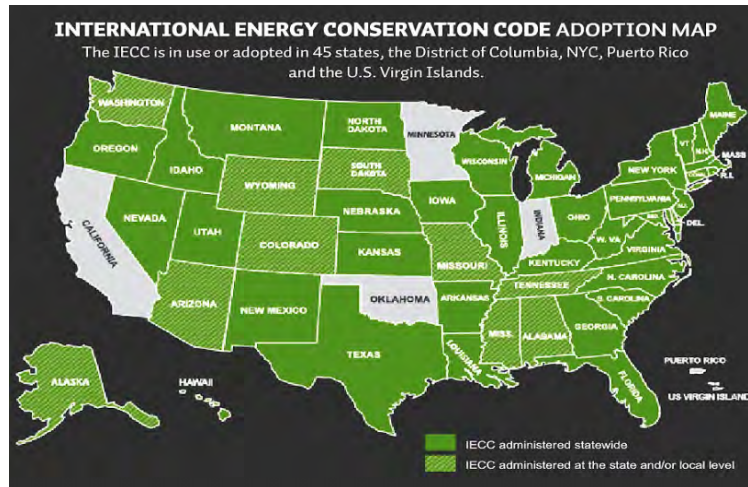 INTERNATIONAL ENERGY CONSERVATION CODE ADOPTION MAP
The IECC is in use or adopted in 45 states, the District of Columbia, NYC, Puerto Rico
and the U.S. Virgin Islands.
WASHINGTON
OREGON
IDAHO
MONTANA
NORTH
DAKOTA
MINNESOTA
SOUTH
DAKOTA
WYOMING
WISCONSIN
MICHIGAN
MAINE
VT
N.H.
MASS
R.I.
CONN.
NEW YORK
PENNSYLVANIA
N.J.
DEL.
MD.
CALIFORNIA
NEVADA
UTAH
COLORADO
NEBRASKA
IOWA
KANSAS
MISSOURI
ILLINOIS
INDIANA
OHIO
W. VA
VIRGINIA
KENTUCKY
N. CAROLINA
TENNESSEE
S. CAROLINA
ARIZONA
NEW MEXICO
OKLAHOMA
ARKANSAS
MISS.
ALABAMA
GEORGIA
TEXAS
LOUISIANA
FLORIDA
ALASKA
HAWAII
PUERTO RICO
US VIRGIN ISLAND
IECC administered statewide
IECC administered at the state and/or local level